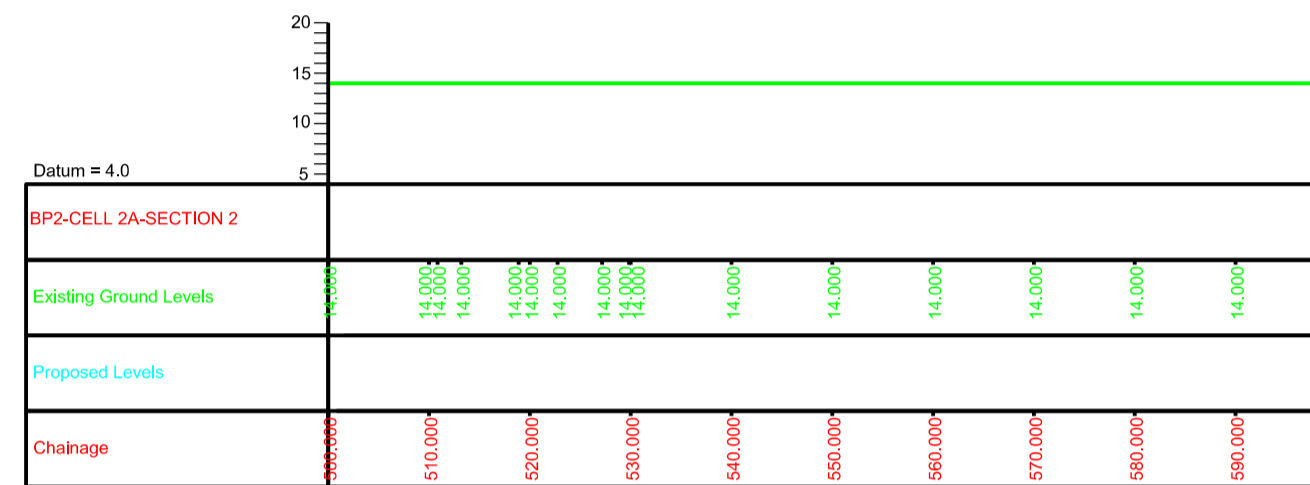 20
15
10
5
Datum = 4.0
BP2-CELL 2A-SECTION 2
Existing Ground Levels
14.000 14.000 14.000 14.000 14.000 14.000 14.000 14.000 14.000 14.000 14.000 14.000 14.000 14.000 14.000 14.000
Proposed Levels
Chainage
500.000 510.000 520.000 530.000 540.000 550.000 560.000 570.000 580.000 590.000